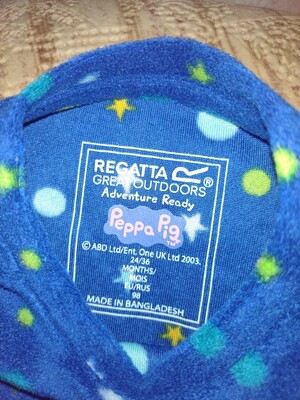 REGATTA
GREAT OUTDOORS®
Adventure Ready
Peppa Pig
© ABD Ltd/Ent. One UK Ltd 2003.
24/36
MONTHS/
MOIS
EU/RUS
98
MADE IN BANGLADESH